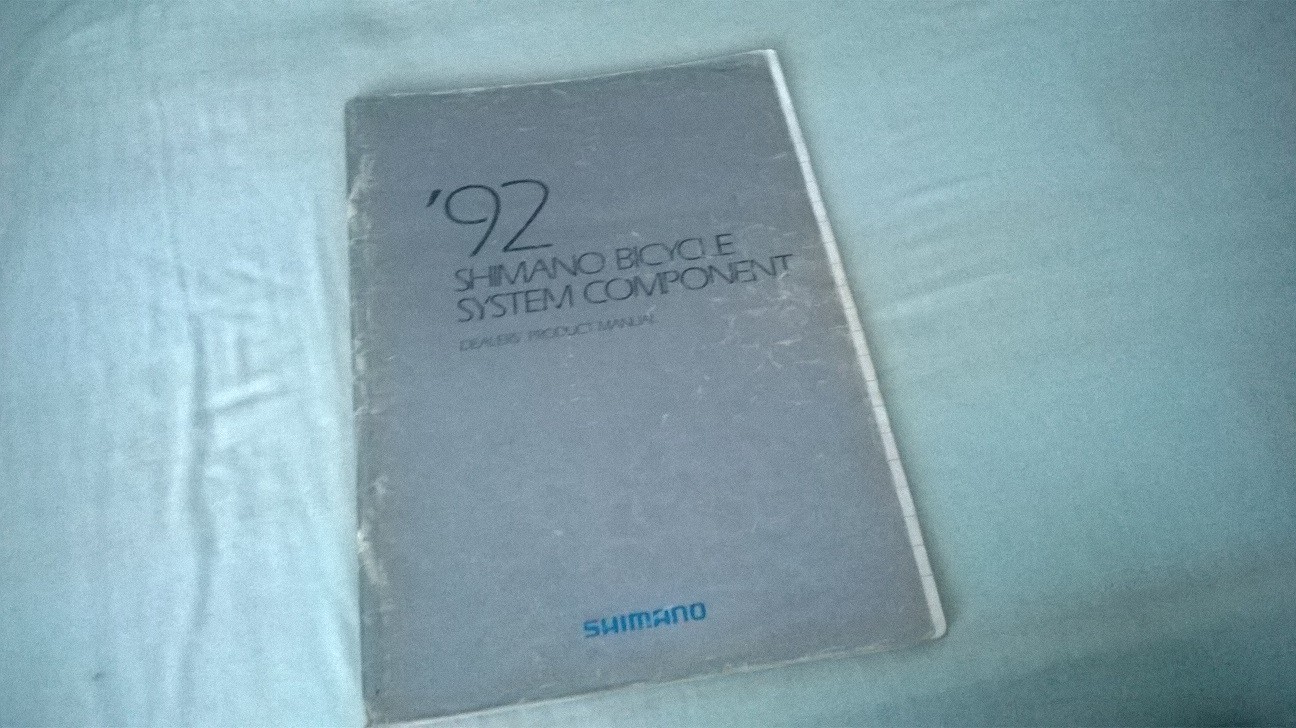 '92
SHIMANO BICYCLE
SYSTEM COMPONENT
DEALERS' PRODUCT MANUAL
SHIMANO